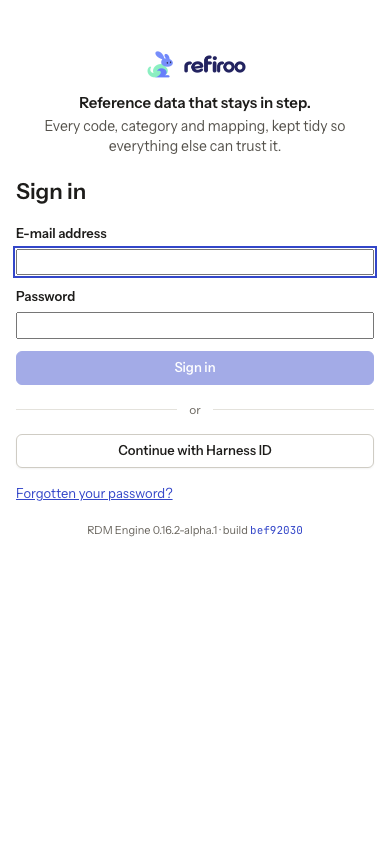 refiroo
Reference data that stays in step.
Every code, category and mapping, kept tidy so
everything else can trust it.
Sign in
E-mail address
Password
Sign in
or
Continue with Harness ID
Forgotten your password?
RDM Engine 0.16.2-alpha.1 · build bef92030